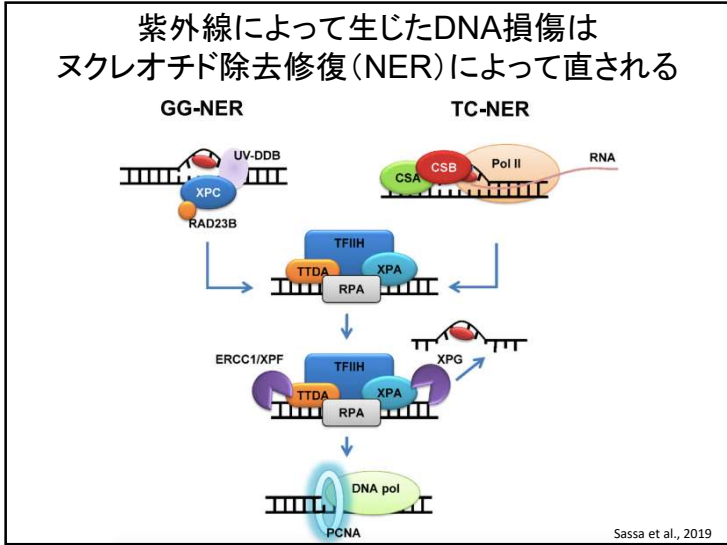 紫外線によって生じたDNA損傷は
ヌクレオチド除去修復(NER)によって直される
GG-NER
TC-NER
UV-DDB
XPC
RAD23B
CSA
CSB
Pol II
RNA
TFIIH
TTDA
XPA
RPA
ERCC1/XPF
TFIIH
XPG
TTDA
XPA
RPA
DNA pol
PCNA
Sassa et al., 2019